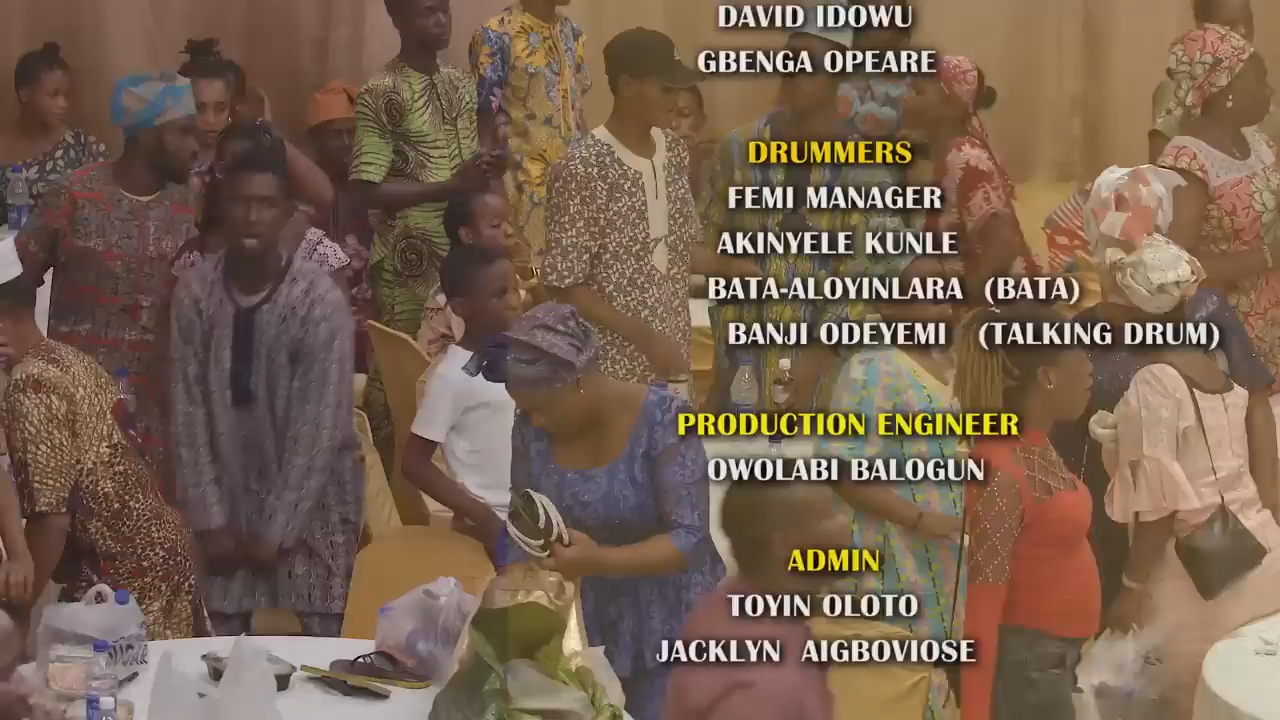 DAVID IDOWU
GBENGA OPEARE
DRUMMERS
FEMI MANAGER
AKINYELE KUNLE
BATA-ALOYINLARA (BATA)
BANJI ODEYEMI (TALKING DRUM)
PRODUCTION ENGINEER
OWOLABI BALOGUN
ADMIN
TOYIN OLOTO
JACKLYN AIGBOVIOSE